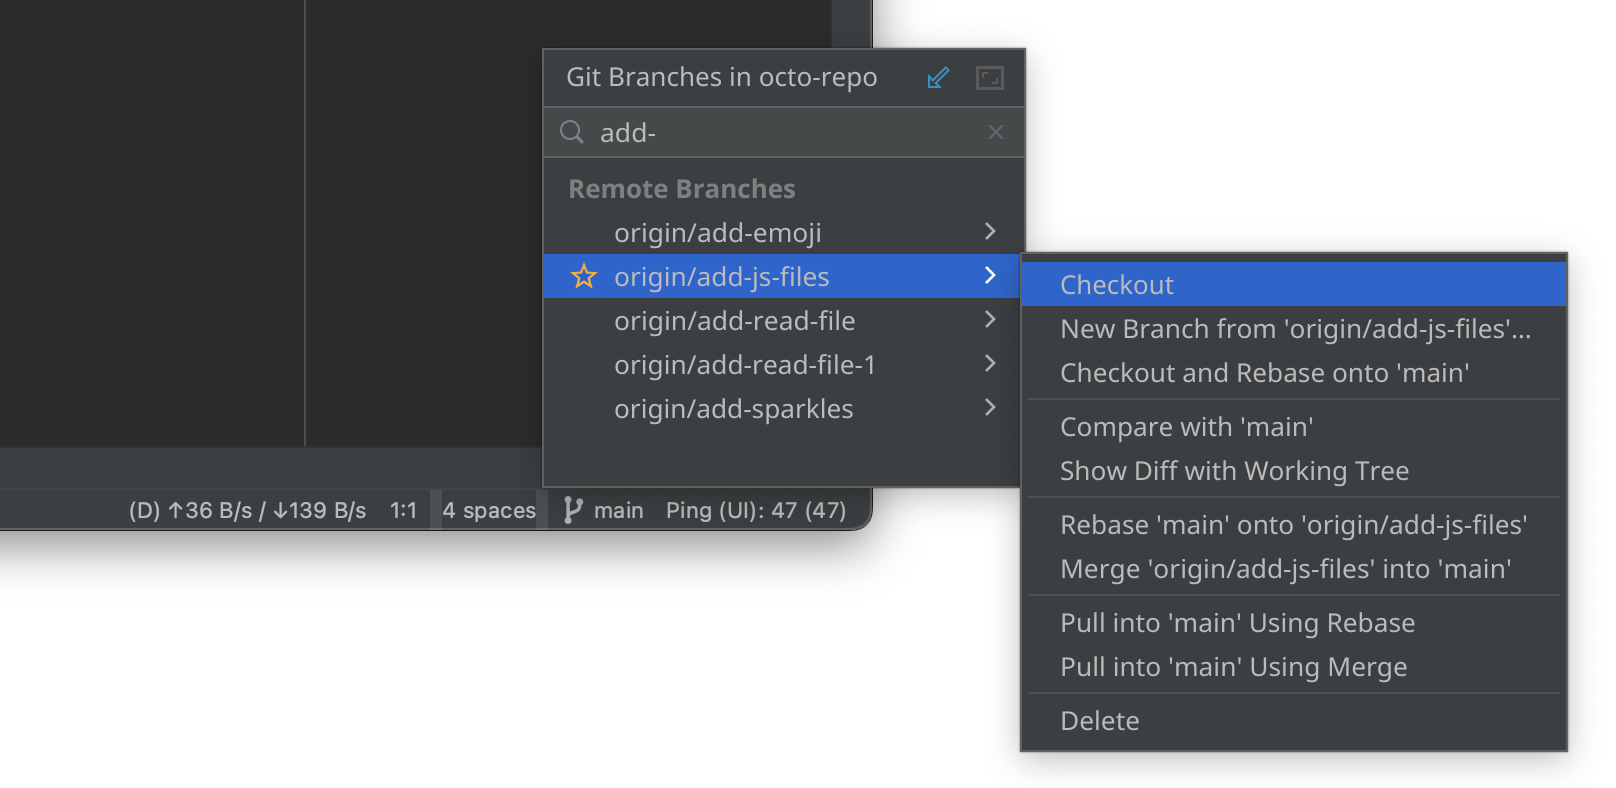 Git Branches in octo-repo
add-
Remote Branches
origin/add-emoji
origin/add-js-files
origin/add-read-file
origin/add-read-file-1
origin/add-sparkles
Checkout
New Branch from 'origin/add-js-files'...
Checkout and Rebase onto 'main'
Compare with 'main'
Show Diff with Working Tree
Rebase 'main' onto 'origin/add-js-files'
Merge 'origin/add-js-files' into 'main'
Pull into 'main' Using Rebase
Pull into 'main' Using Merge
Delete
(D) ↑36 B/s / ↓139 B/s 1:1 4 spaces main Ping (UI): 47 (47)